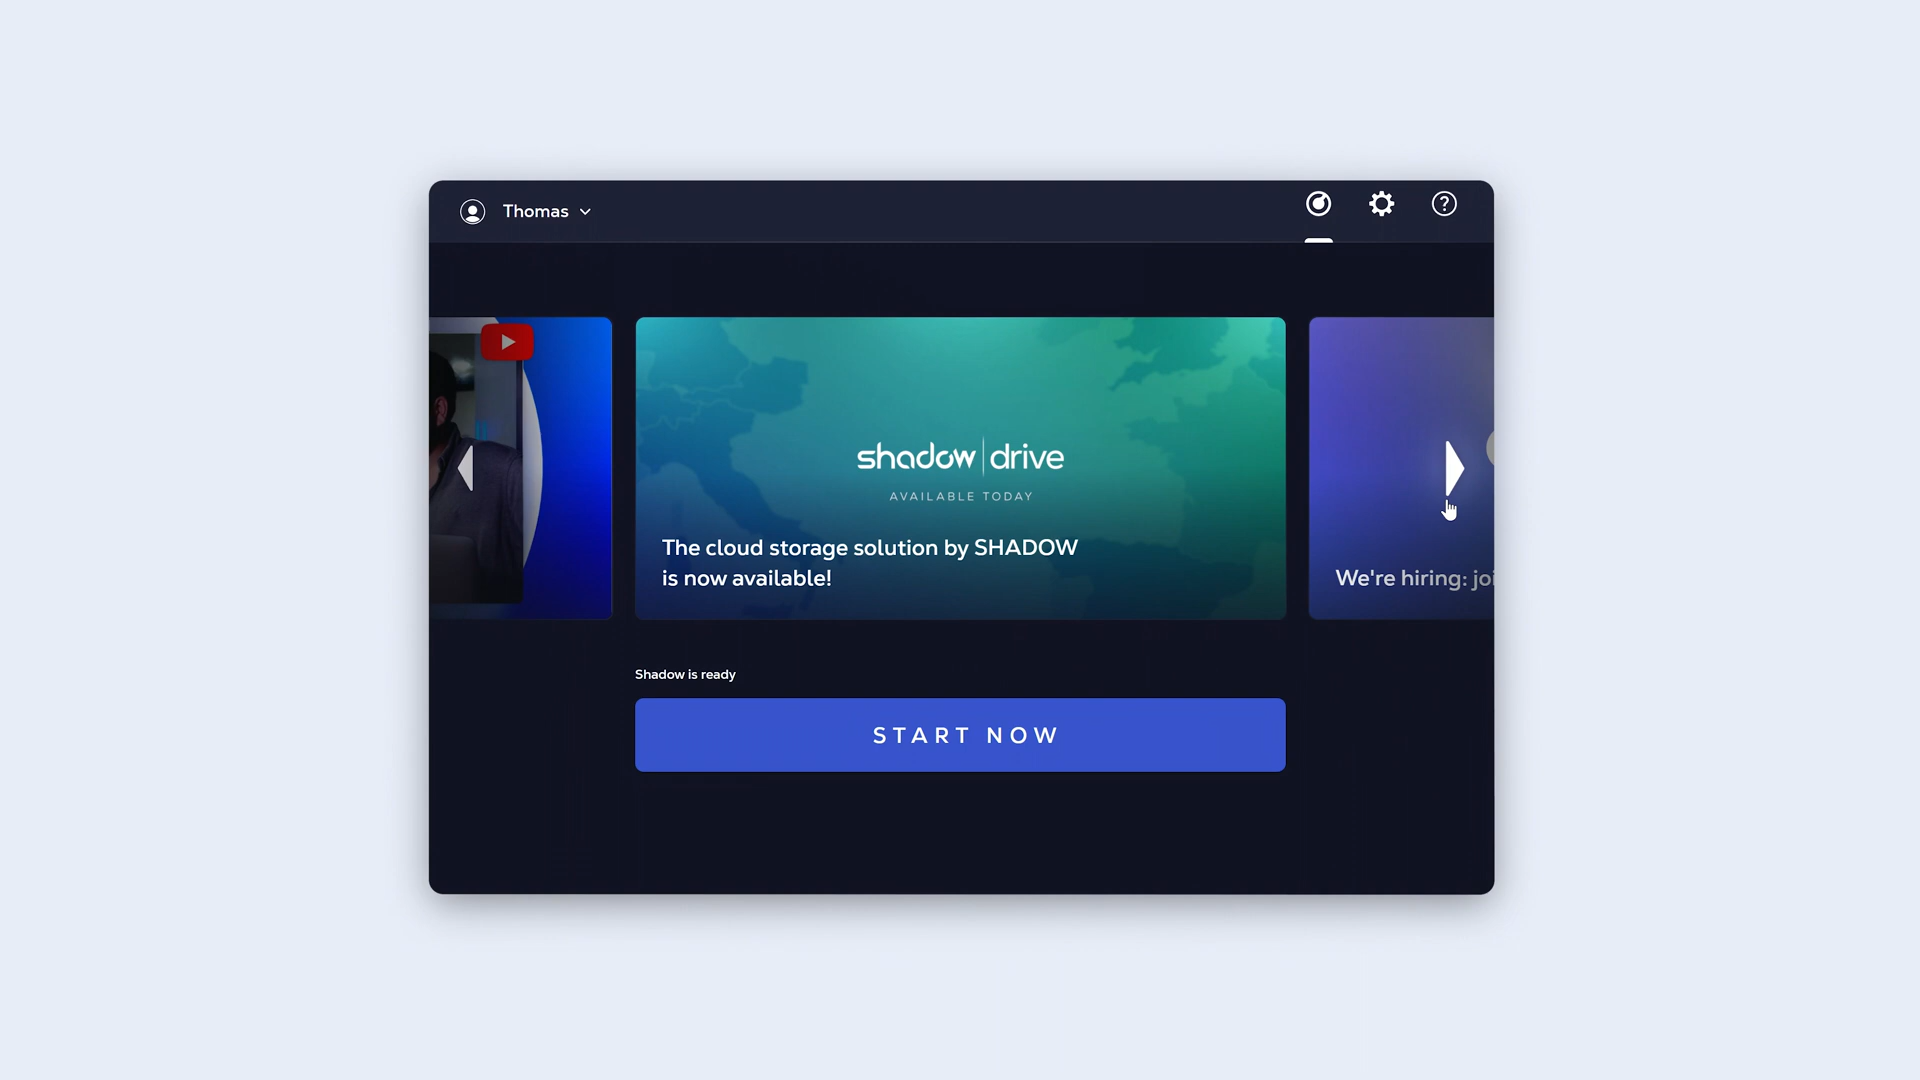 Thomas
shadow drive
AVAILABLE TODAY
The cloud storage solution by SHADOW
is now available!
We're hiring: joi
Shadow is ready
START NOW